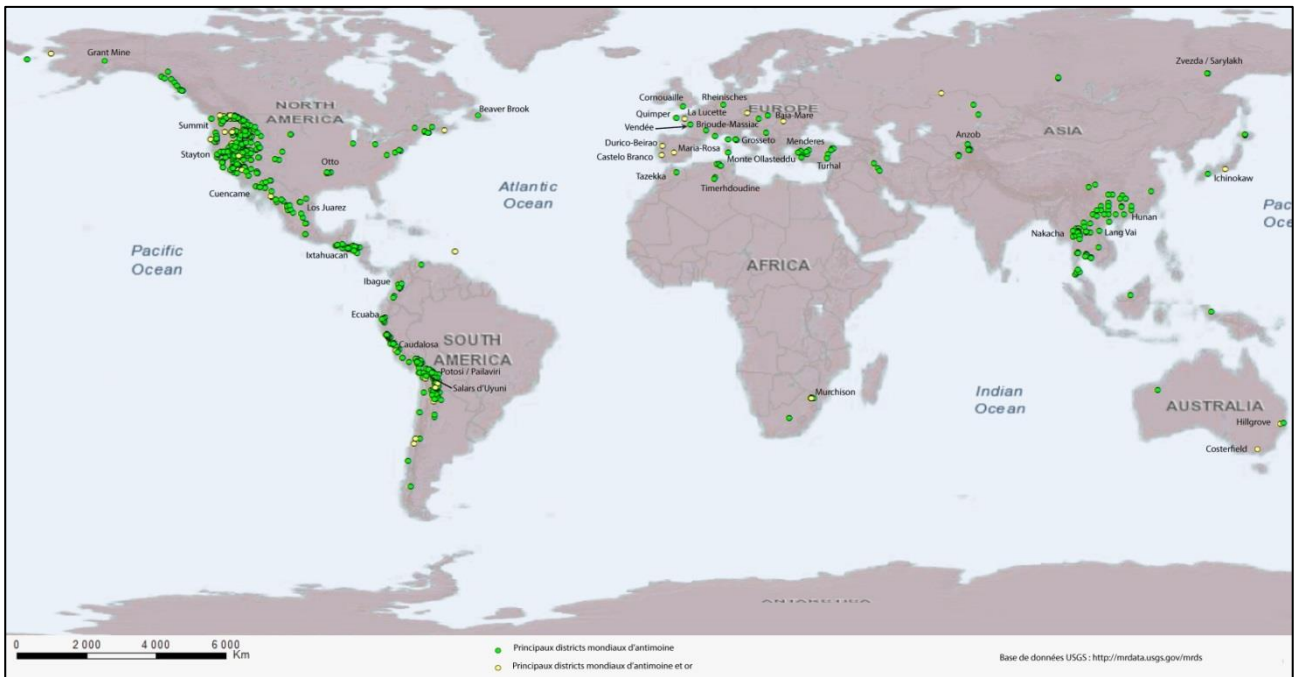 Grant Mine
Zvezda / Sarylakh
NORTH
AMERICA
Beaver Brook
Cornouaille
Rheinisches
EUROPE
Quimper
La Lucette
Baia-Mare
Summit
Vendée
Brioude-Massiac
ASIA
Anzob
Durico-Beirao
Grosseto
Menderes
Stayton
Otto
Maria-Rosa
Castelo Branco
Monte Ollasteddu
Turhal
Atlantic
Ocean
Tazekka
Timerhdoudine
Ichinokaw
Cuencame
Los Juarez
Hunan
Pac
Oce
Nakacha
Lang Vai
Pacific
Ocean
Ixtahuacan
AFRICA
Ibague
Ecuaba
SOUTH
AMERICA
Caudalosa
Potosi / Pailaviri
Salars d'Uyuni
Murchison
Indian
Ocean
AUSTRALIA
Hillgrove
Costerfield
0 2 000 4 000 6 000
Km
Principaux districts mondiaux d'antimoine
Principaux districts mondiaux d'antimoine et or
Base de données USGS : http://mrdata.usgs.gov/mrds